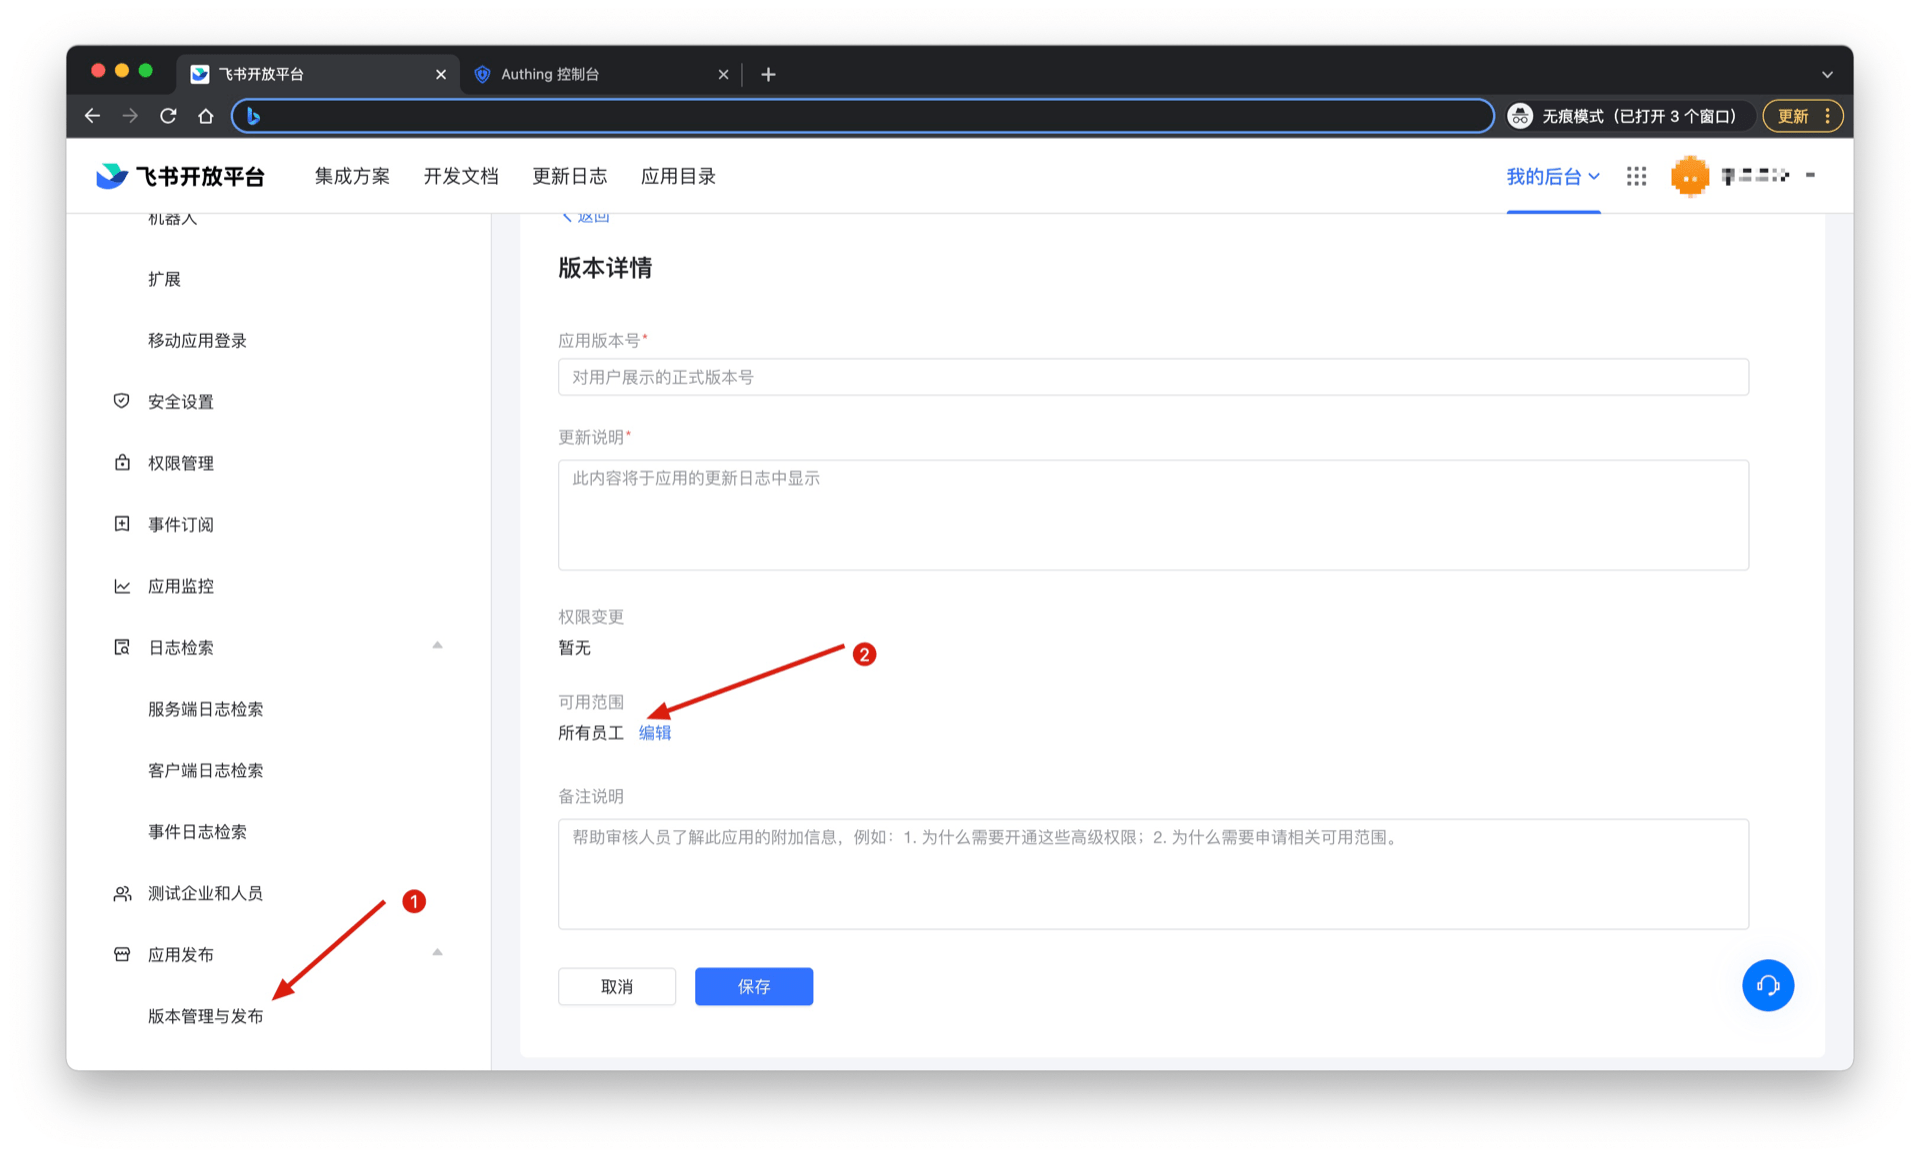 飞书开放平台
Authing 控制台
无痕模式（已打开 3 个窗口）
更新
飞书开放平台
集成方案
开发文档
更新日志
应用目录
我的后台
机器人
扩展
移动应用登录
安全设置
权限管理
事件订阅
应用监控
日志检索
服务端日志检索
客户端日志检索
事件日志检索
测试企业和人员
1
应用发布
版本管理与发布
返回
版本详情
应用版本号*
对用户展示的正式版本号
更新说明*
此内容将于应用的更新日志中显示
权限变更
暂无
2
可用范围
所有员工 编辑
备注说明
帮助审核人员了解此应用的附加信息，例如：1. 为什么需要开通这些高级权限；2. 为什么需要申请相关可用范围。
取消
保存